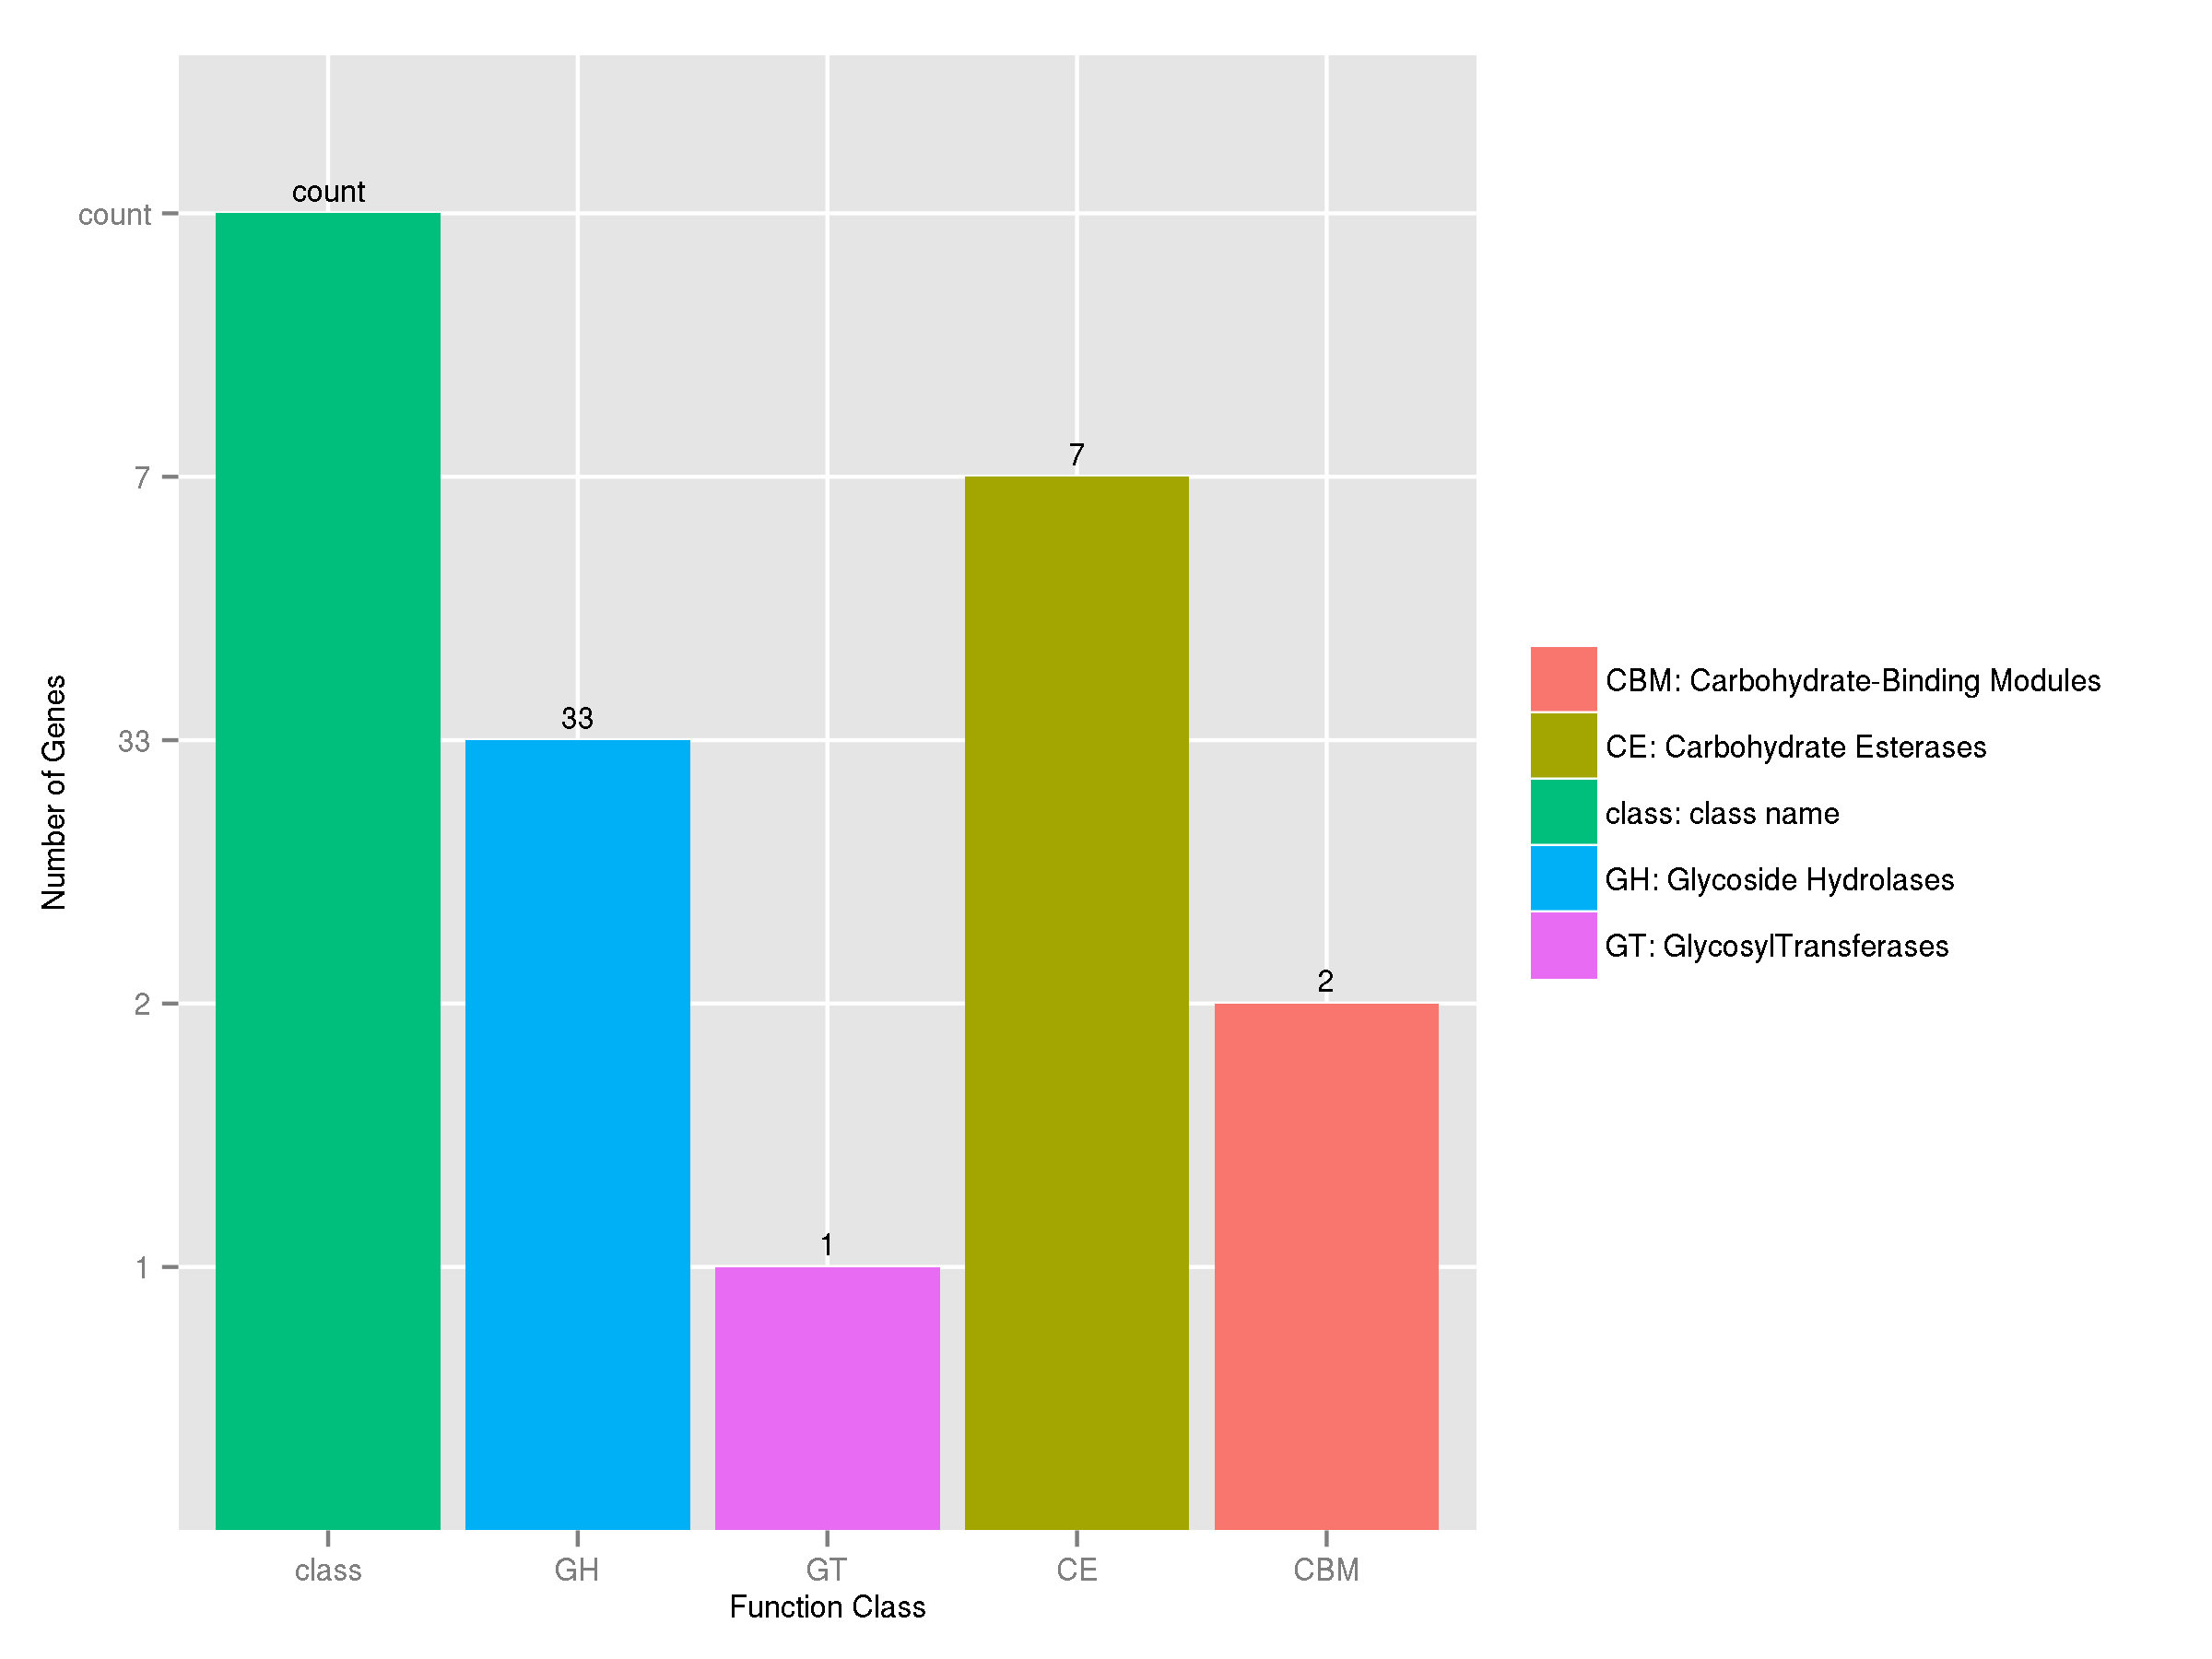 count
count
7
7
33
33
2
2
1
1
Number of Genes
class
GH
GT
CE
CBM
Function Class
CBM: Carbohydrate-Binding Modules
CE: Carbohydrate Esterases
class: class name
GH: Glycoside Hydrolases
GT: GlycosylTransferases